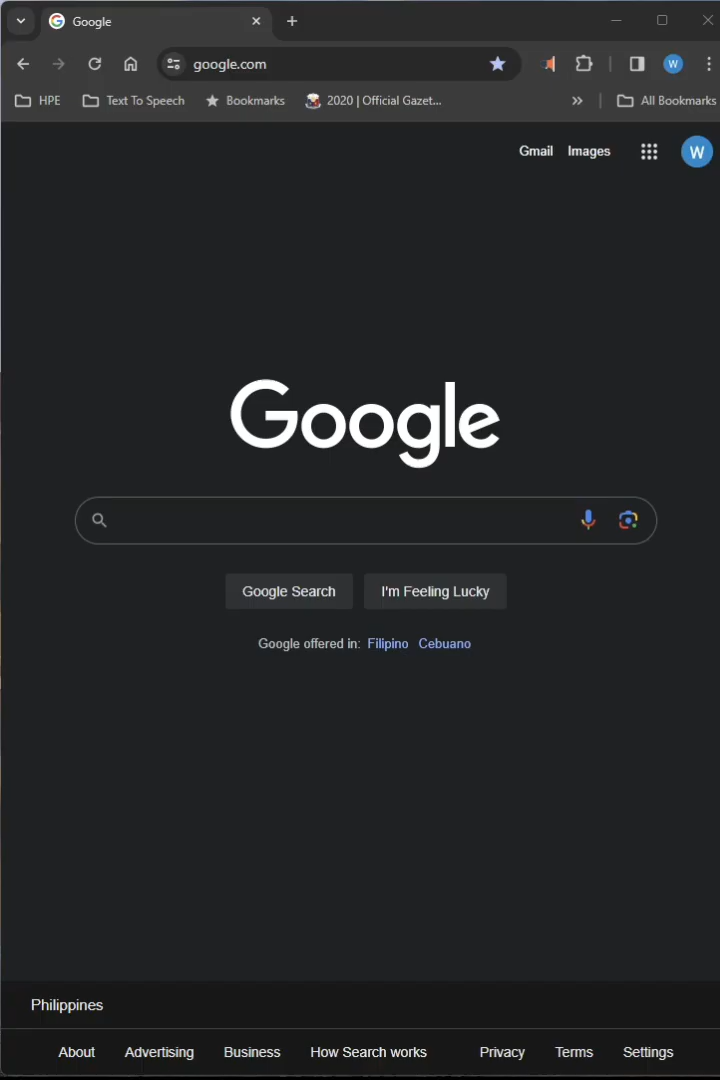 Google
google.com
W
HPE Text To Speech Bookmarks 2020 | Official Gazet... All Bookmarks
Gmail Images W
Google
Google Search I'm Feeling Lucky
Google offered in: Filipino Cebuano
Philippines
About Advertising Business How Search works Privacy Terms Settings